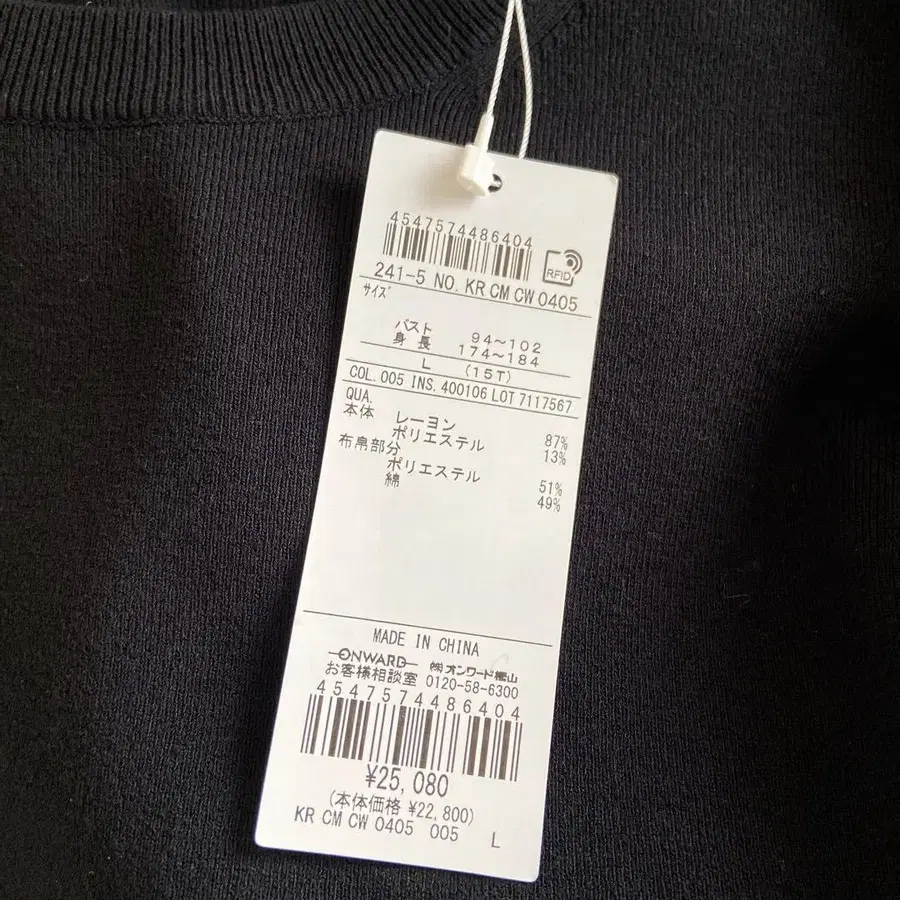 4547574486404
RFID
241-5 NO. KR CM CW 0405
サイズ
バスト 94～102
身長 174～184
L (15T)
COL. 005 INS. 400106 LOT 7117567
QUA.
本体 レーヨン 87%
ポリエステル 13%
布帛部分
ポリエステル 51%
綿 49%
MADE IN CHINA
ONWARD ㈱オンワード樫山
お客様相談室 0120-58-6300
4547574486404
¥25,080
(本体価格 ¥22,800)
KR CM CW 0405 005 L